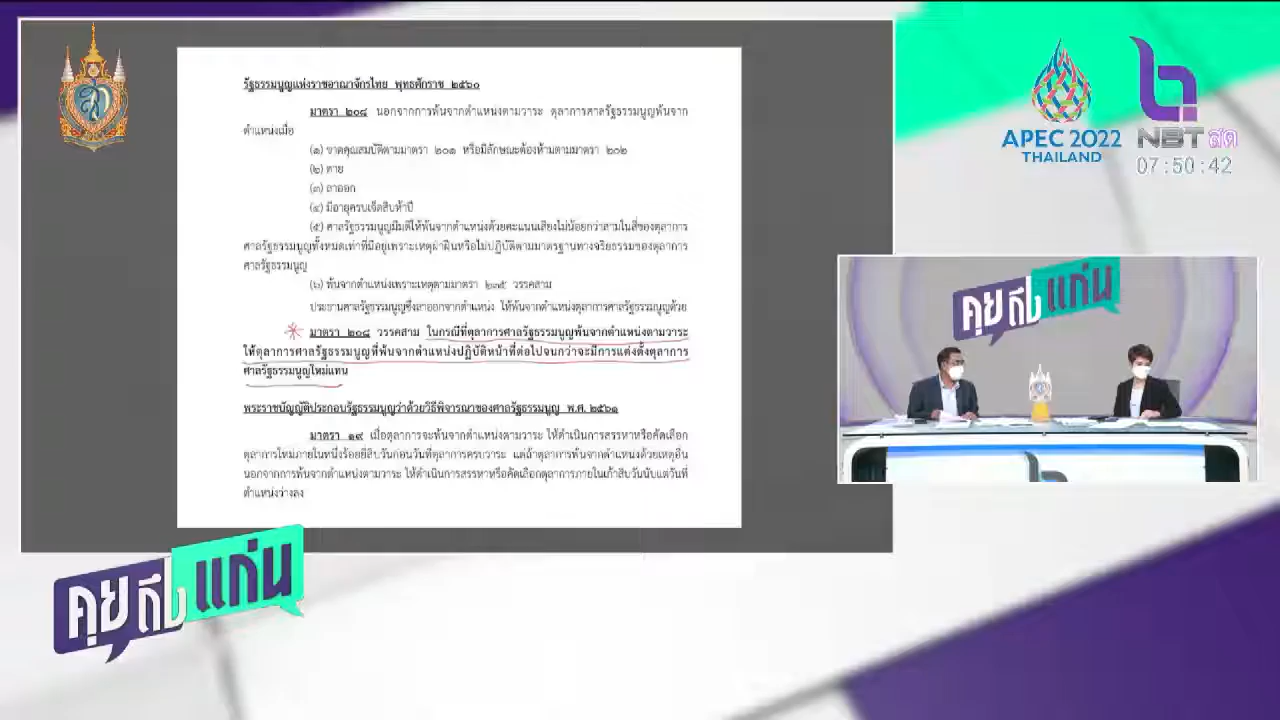 รัฐธรรมนูญแห่งราชอาณาจักรไทย พุทธศักราช ๒๕๖๐
มาตรา ๒๐๘ นอกจากการพ้นจากตำแหน่งตามวาระ ตุลาการศาลรัฐธรรมนูญพ้นจาก
ตำแหน่งเมื่อ
(๑) ขาดคุณสมบัติตามมาตรา ๒๐๑ หรือมีลักษณะต้องห้ามตามมาตรา ๒๐๒
(๒) ตาย
(๓) ลาออก
(๔) มีอายุครบเจ็ดสิบห้าปี
(๕) ศาลรัฐธรรมนูญมีมติให้พ้นจากตำแหน่งด้วยคะแนนเสียงไม่น้อยกว่าสามในสี่ของตุลาการ
ศาลรัฐธรรมนูญทั้งหมดเท่าที่มีอยู่เพราะเหตุฝ่าฝืนหรือไม่ปฏิบัติตามมาตรฐานทางจริยธรรมของตุลาการ
ศาลรัฐธรรมนูญ
(๖) พ้นจากตำแหน่งเพราะเหตุตามมาตรา ๒๓๕ วรรคสาม
ประธานศาลรัฐธรรมนูญซึ่งลาออกจากตำแหน่ง ให้พ้นจากตำแหน่งตุลาการศาลรัฐธรรมนูญด้วย
มาตรา ๒๐๘ วรรคสาม ในกรณีที่ตุลาการศาลรัฐธรรมนูญพ้นจากตำแหน่งตามวาระ
ให้ตุลาการศาลรัฐธรรมนูญที่พ้นจากตำแหน่งปฏิบัติหน้าที่ต่อไปจนกว่าจะมีการแต่งตั้งตุลาการ
ศาลรัฐธรรมนูญใหม่แทน
พระราชบัญญัติประกอบรัฐธรรมนูญว่าด้วยวิธีพิจารณาของศาลรัฐธรรมนูญ พ.ศ. ๒๕๖๑
มาตรา ๑๙ เมื่อตุลาการจะพ้นจากตำแหน่งตามวาระ ให้ดำเนินการสรรหาหรือคัดเลือก
ตุลาการใหม่ภายในหนึ่งร้อยยี่สิบวันก่อนวันที่ตุลาการครบวาระ แต่ถ้าตุลาการพ้นจากตำแหน่งด้วยเหตุอื่น
นอกจากการพ้นจากตำแหน่งตามวาระ ให้ดำเนินการสรรหาหรือคัดเลือกตุลาการภายในเก้าสิบวันนับแต่วันที่
ตำแหน่งว่างลง
APEC 2022
THAILAND
NBT สด
07:50:42
คุยถึงแก่น
คุยถึงแก่น